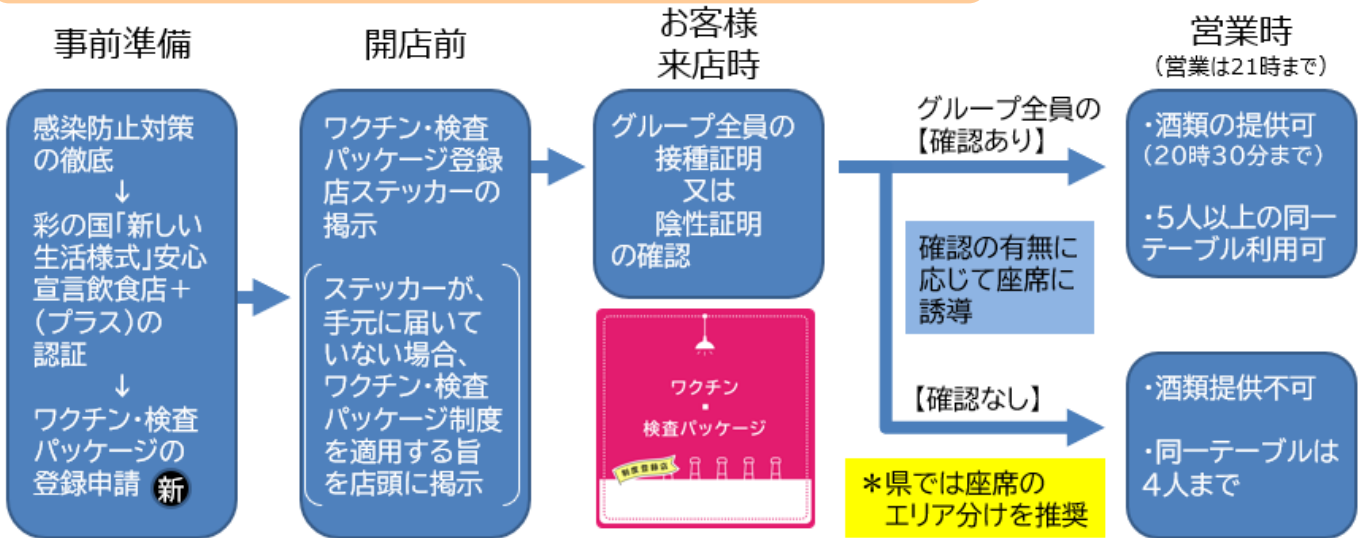 事前準備
感染防止対策
の徹底
↓
彩の国「新しい
生活様式」安心
宣言飲食店＋
(プラス)の
認証
↓
ワクチン・検査
パッケージの
登録申請 新
開店前
ワクチン・検査
パッケージ登録
店ステッカーの
掲示
ステッカーが、
手元に届いて
いない場合、
ワクチン・検査
パッケージ制度
を適用する旨
を店頭に掲示
お客様
来店時
グループ全員の
接種証明
又は
陰性証明
の確認
ワクチン
・
検査パッケージ
制度登録店
グループ全員の
【確認あり】
確認の有無に
応じて座席に
誘導
【確認なし】
＊県では座席の
エリア分けを推奨
営業時
(営業は21時まで)
・酒類の提供可
(20時30分まで)
・5人以上の同一
テーブル利用可
・酒類提供不可
・同一テーブルは
4人まで